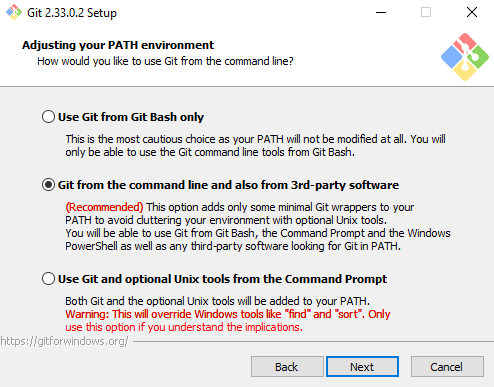 Git 2.33.0.2 Setup
Adjusting your PATH environment
How would you like to use Git from the command line?
Use Git from Git Bash only
This is the most cautious choice as your PATH will not be modified at all. You will
only be able to use the Git command line tools from Git Bash.
Git from the command line and also from 3rd-party software
(Recommended) This option adds only some minimal Git wrappers to your
PATH to avoid cluttering your environment with optional Unix tools.
You will be able to use Git from Git Bash, the Command Prompt and the Windows
PowerShell as well as any third-party software looking for Git in PATH.
Use Git and optional Unix tools from the Command Prompt
Both Git and the optional Unix tools will be added to your PATH.
Warning: This will override Windows tools like "find" and "sort". Only
use this option if you understand the implications.
https://gitforwindows.org/
Back
Next
Cancel